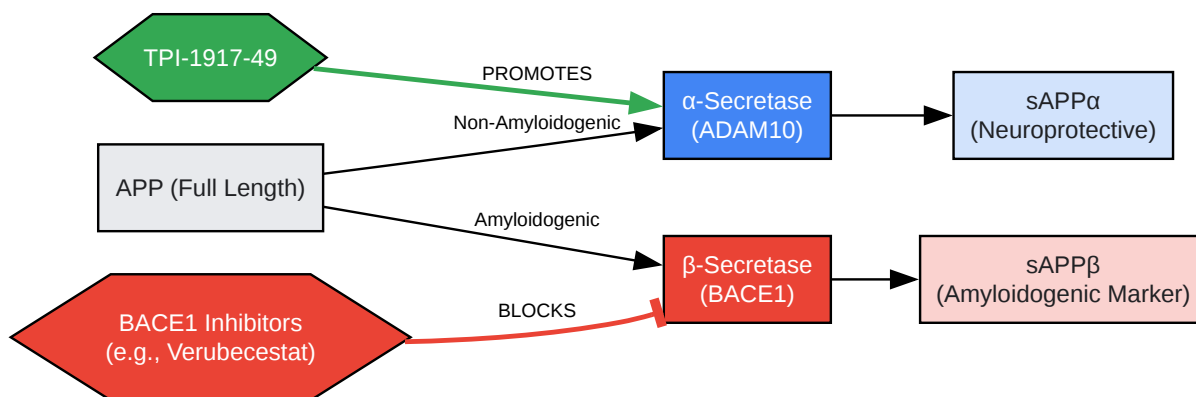 TPI-1917-49
PROMOTES
α-Secretase
(ADAM10)
sAPPα
(Neuroprotective)
Non-Amyloidogenic
APP (Full Length)
Amyloidogenic
β-Secretase
(BACE1)
sAPPβ
(Amyloidogenic Marker)
BLOCKS
BACE1 Inhibitors
(e.g., Verubecestat)